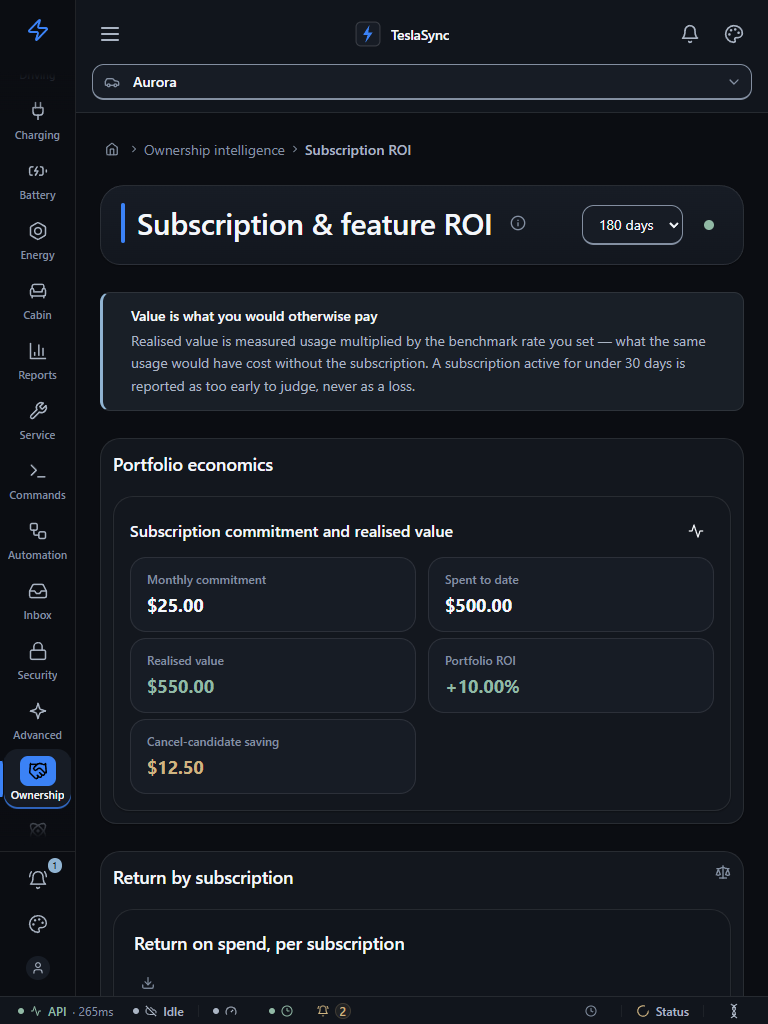 TeslaSync
Aurora
Driving
Charging
Battery
Energy
Cabin
Reports
Service
Commands
Automation
Inbox
Security
Advanced
Ownership
1
Ownership intelligence
Subscription ROI
Subscription & feature ROI
180 days
Value is what you would otherwise pay
Realised value is measured usage multiplied by the benchmark rate you set — what the same
usage would have cost without the subscription. A subscription active for under 30 days is
reported as too early to judge, never as a loss.
Portfolio economics
Subscription commitment and realised value
Monthly commitment
$25.00
Spent to date
$500.00
Realised value
$550.00
Portfolio ROI
+10.00%
Cancel-candidate saving
$12.50
Return by subscription
Return on spend, per subscription
API · 265ms
Idle
2
Status